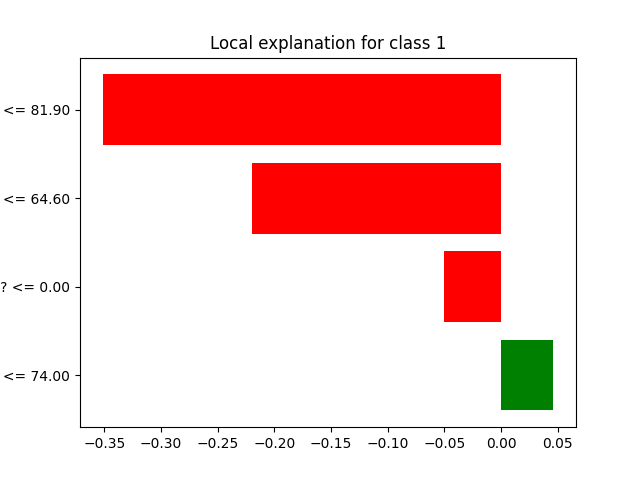 Local explanation for class 1
<= 81.90
<= 64.60
? <= 0.00
<= 74.00
−0.35 −0.30 −0.25 −0.20 −0.15 −0.10 −0.05 0.00 0.05